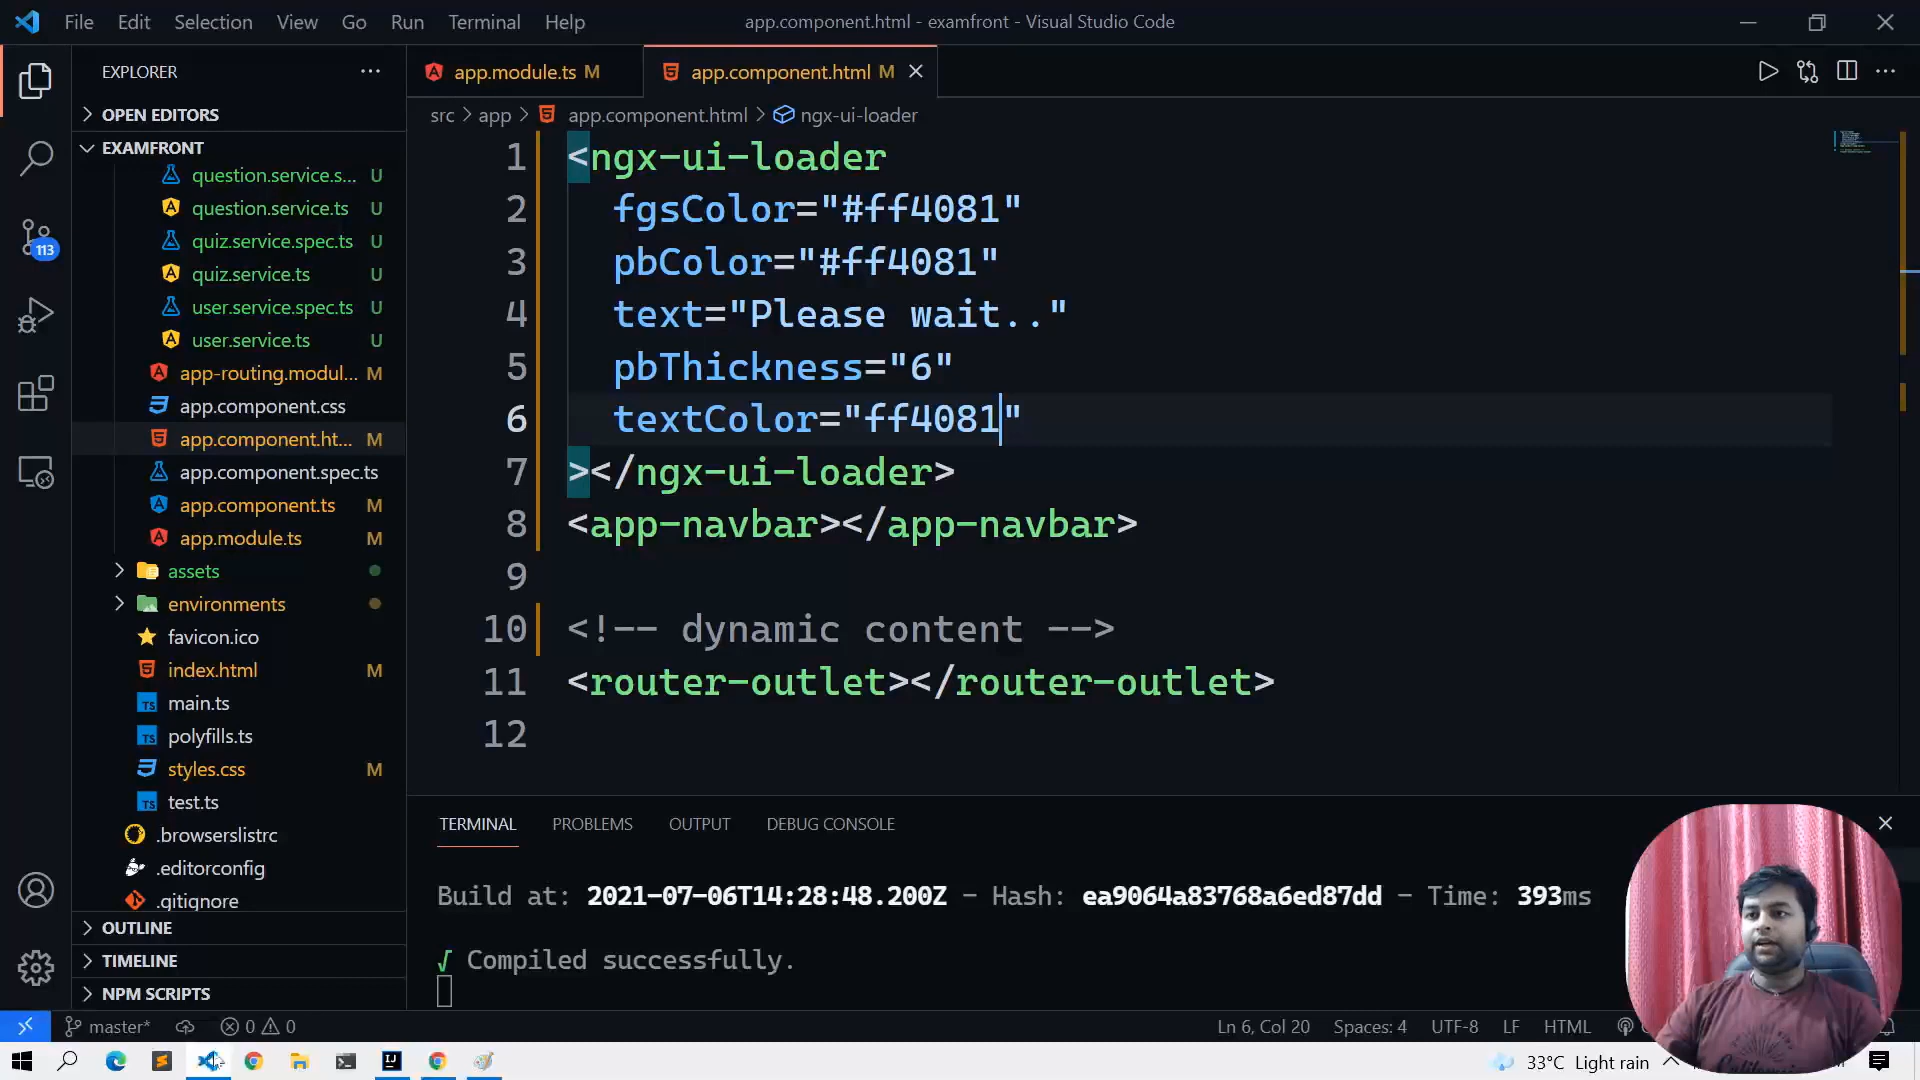 File Edit Selection View Go Run Terminal Help
app.component.html - examfront - Visual Studio Code
EXPLORER
OPEN EDITORS
EXAMFRONT
question.service.s... U
question.service.ts U
quiz.service.spec.ts U
quiz.service.ts U
user.service.spec.ts U
user.service.ts U
app-routing.modul... M
app.component.css
app.component.ht... M
app.component.spec.ts
app.component.ts M
app.module.ts M
assets
environments
favicon.ico
index.html M
main.ts
polyfills.ts
styles.css M
test.ts
.browserslistrc
.editorconfig
.gitignore
OUTLINE
TIMELINE
NPM SCRIPTS
113
app.module.ts M
app.component.html M
src > app > app.component.html > ngx-ui-loader
1 <ngx-ui-loader
2 fgsColor="#ff4081"
3 pbColor="#ff4081"
4 text="Please wait.."
5 pbThickness="6"
6 textColor="ff4081"
7 ></ngx-ui-loader>
8 <app-navbar></app-navbar>
9
10 <!-- dynamic content -->
11 <router-outlet></router-outlet>
12
TERMINAL PROBLEMS OUTPUT DEBUG CONSOLE
Build at: 2021-07-06T14:28:48.200Z - Hash: ea9064a83768a6ed87dd - Time: 393ms
√ Compiled successfully.
master* 0 0
Ln 6, Col 20 Spaces: 4 UTF-8 LF HTML
33°C Light rain